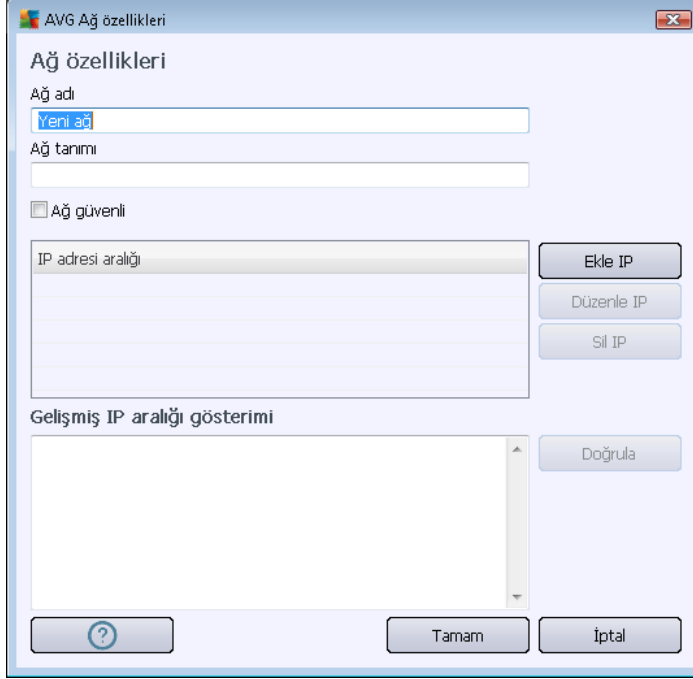 AVG Ağ özellikleri
Ağ özellikleri
Ağ adı
Yeni ağ
Ağ tanımı
Ağ güvenli
IP adresi aralığı
Ekle IP
Düzenle IP
Sil IP
Gelişmiş IP aralığı gösterimi
Doğrula
?
Tamam
İptal